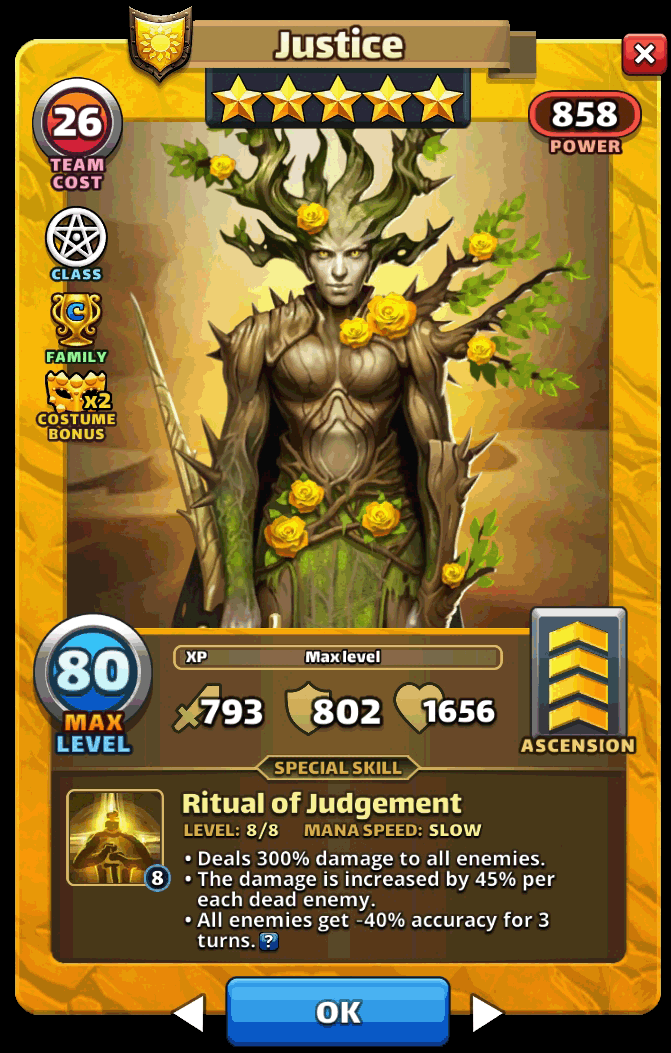 Justice
26
TEAM
COST
858
POWER
CLASS
C
FAMILY
x2
COSTUME
BONUS
80
MAX
LEVEL
XP Max level
793 802 1656
ASCENSION
SPECIAL SKILL
Ritual of Judgement
LEVEL: 8/8 MANA SPEED: SLOW
8
• Deals 300% damage to all enemies.
• The damage is increased by 45% per
each dead enemy.
• All enemies get -40% accuracy for 3
turns. ?
OK